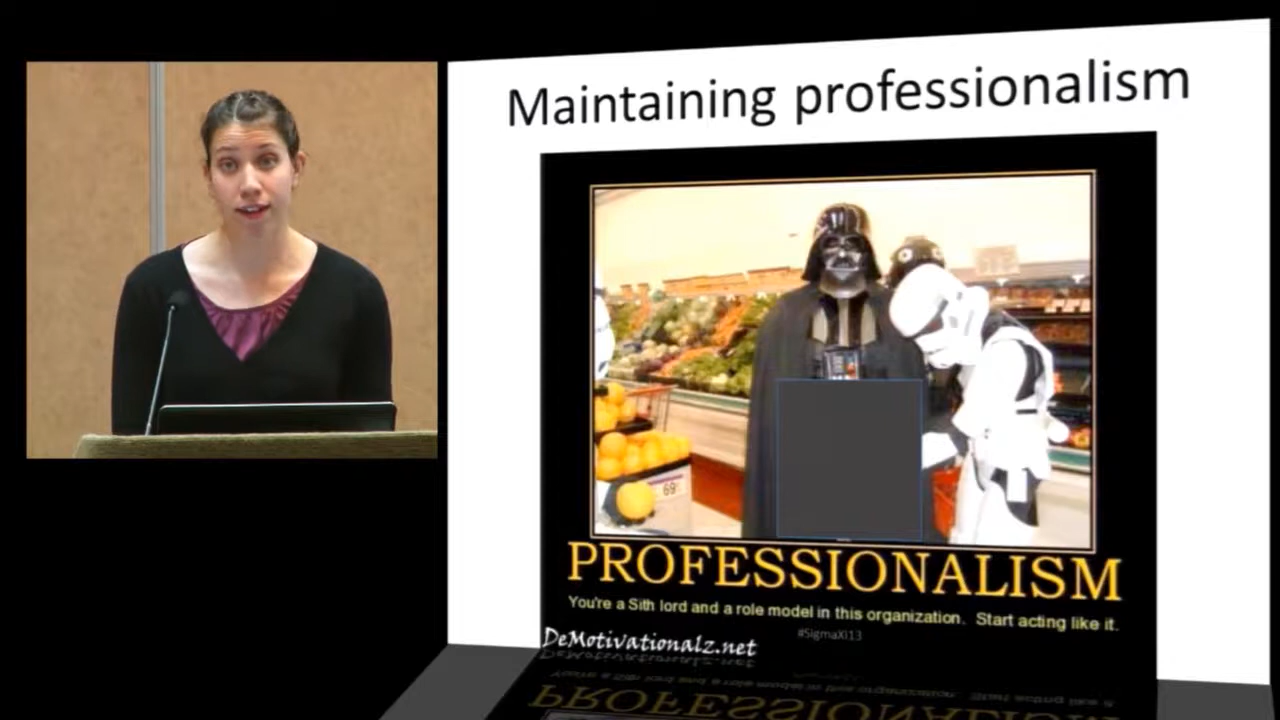 Maintaining professionalism
69¢
PROFESSIONALISM
You're a Sith lord and a role model in this organization. Start acting like it.
#SigmaXi13
DeMotivationalz.net